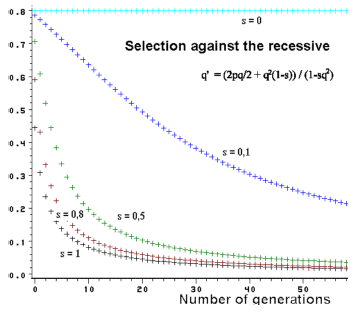 0.8
s = 0
0.7
Selection against the recessive
0.6
q' = (2pq/2 + q²(1-s)) / (1-sq²)
0.5
0.4
s = 0,1
0.3
0.2
s = 0,8
s = 0,5
0.1
s = 1
0.0
0 10 20 30 40 50
Number of generations